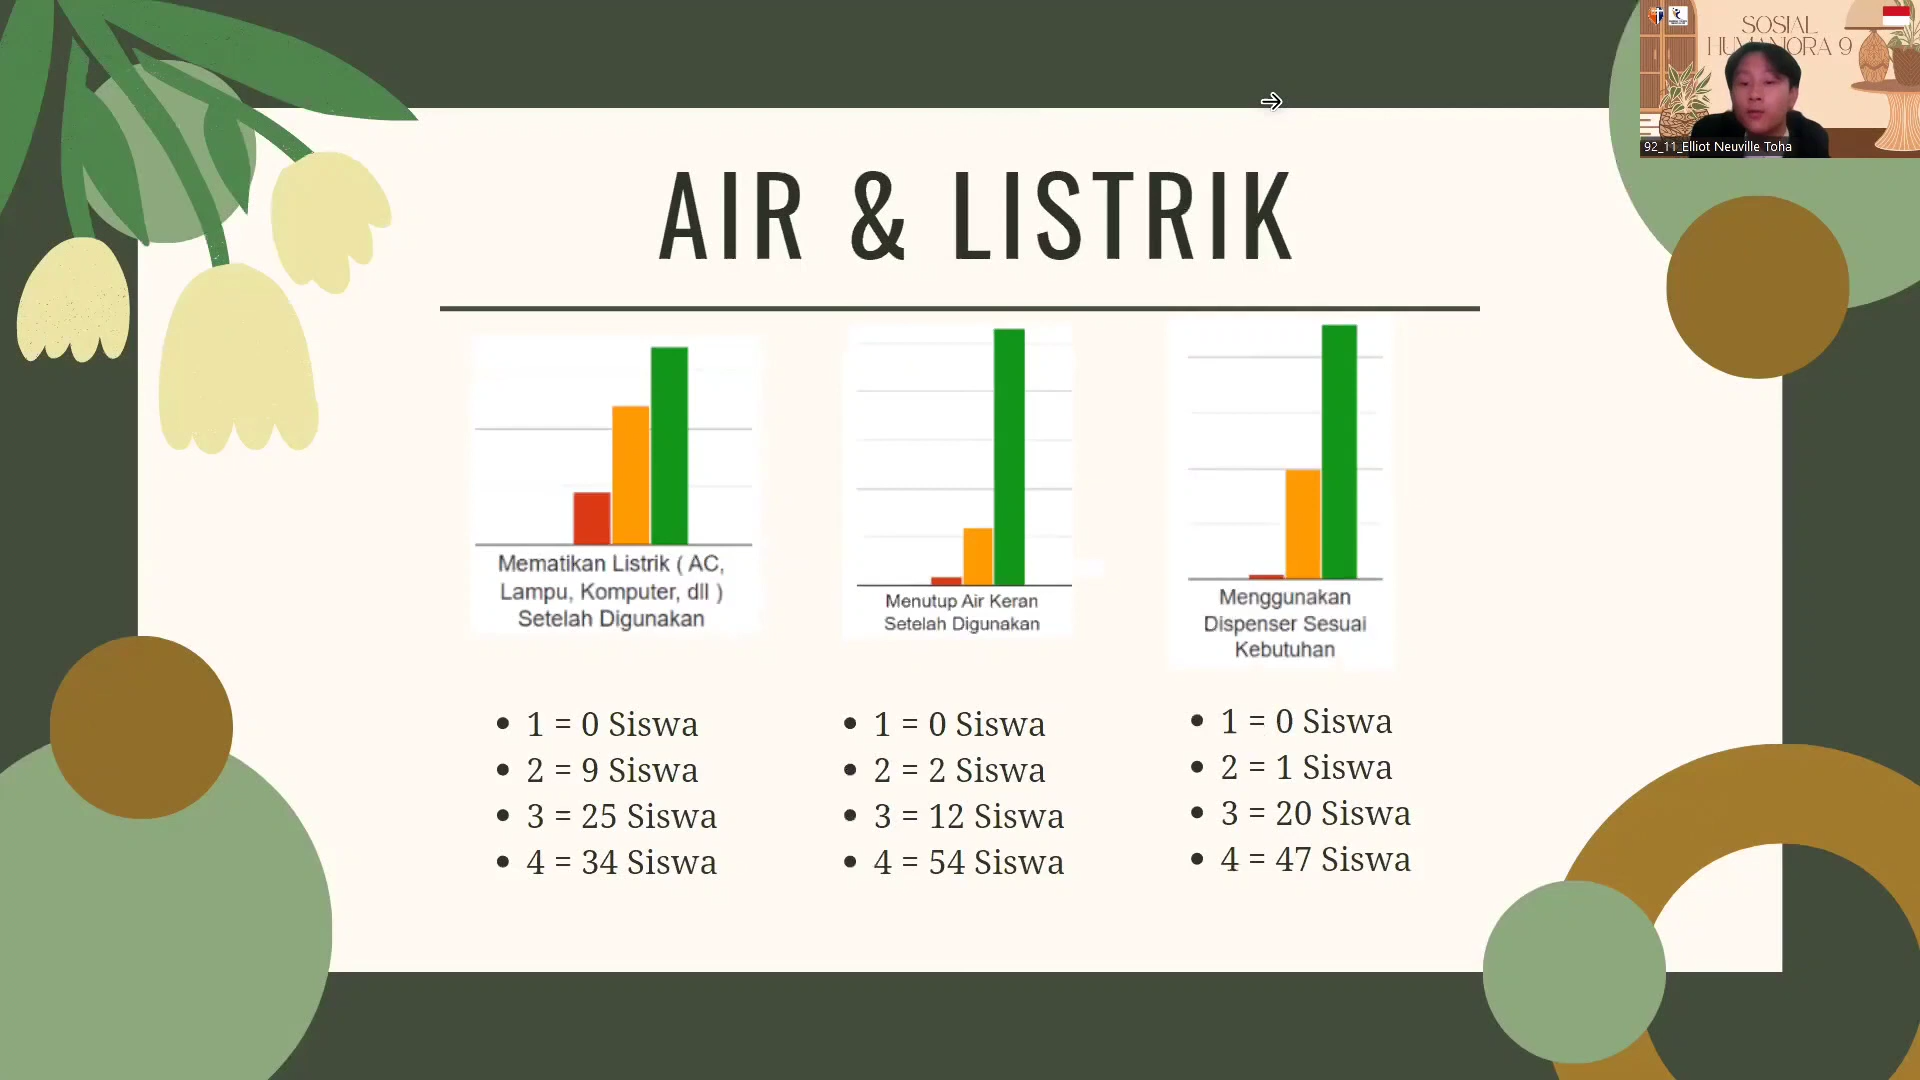 SOSIAL
HUMANIORA 9
92_11_Elliot Neuville Toha
AIR & LISTRIK
Mematikan Listrik ( AC,
Lampu, Komputer, dll )
Setelah Digunakan
Menutup Air Keran
Setelah Digunakan
Menggunakan
Dispenser Sesuai
Kebutuhan
1 = 0 Siswa
2 = 9 Siswa
3 = 25 Siswa
4 = 34 Siswa
1 = 0 Siswa
2 = 2 Siswa
3 = 12 Siswa
4 = 54 Siswa
1 = 0 Siswa
2 = 1 Siswa
3 = 20 Siswa
4 = 47 Siswa